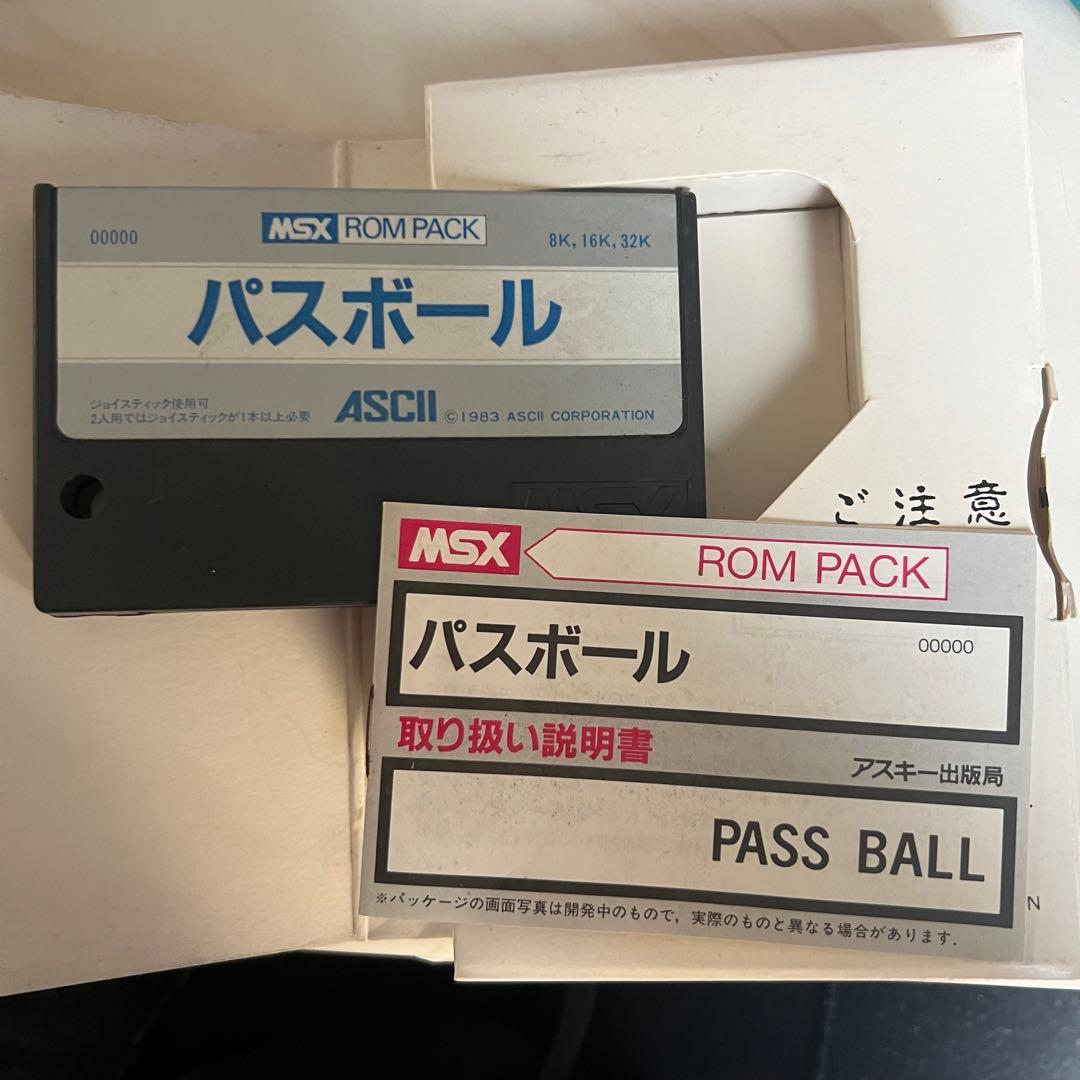 00000
MSX ROM PACK
8K, 16K, 32K
パスボール
ジョイスティック使用可
2人用ではジョイスティックが1本以上必要
ASCII ©1983 ASCII CORPORATION
MSX
ご注意
MSX ROM PACK
パスボール
00000
取り扱い説明書
アスキー出版局
PASS BALL
※パッケージの画面写真は開発中のもので,実際のものと異なる場合があります.
N